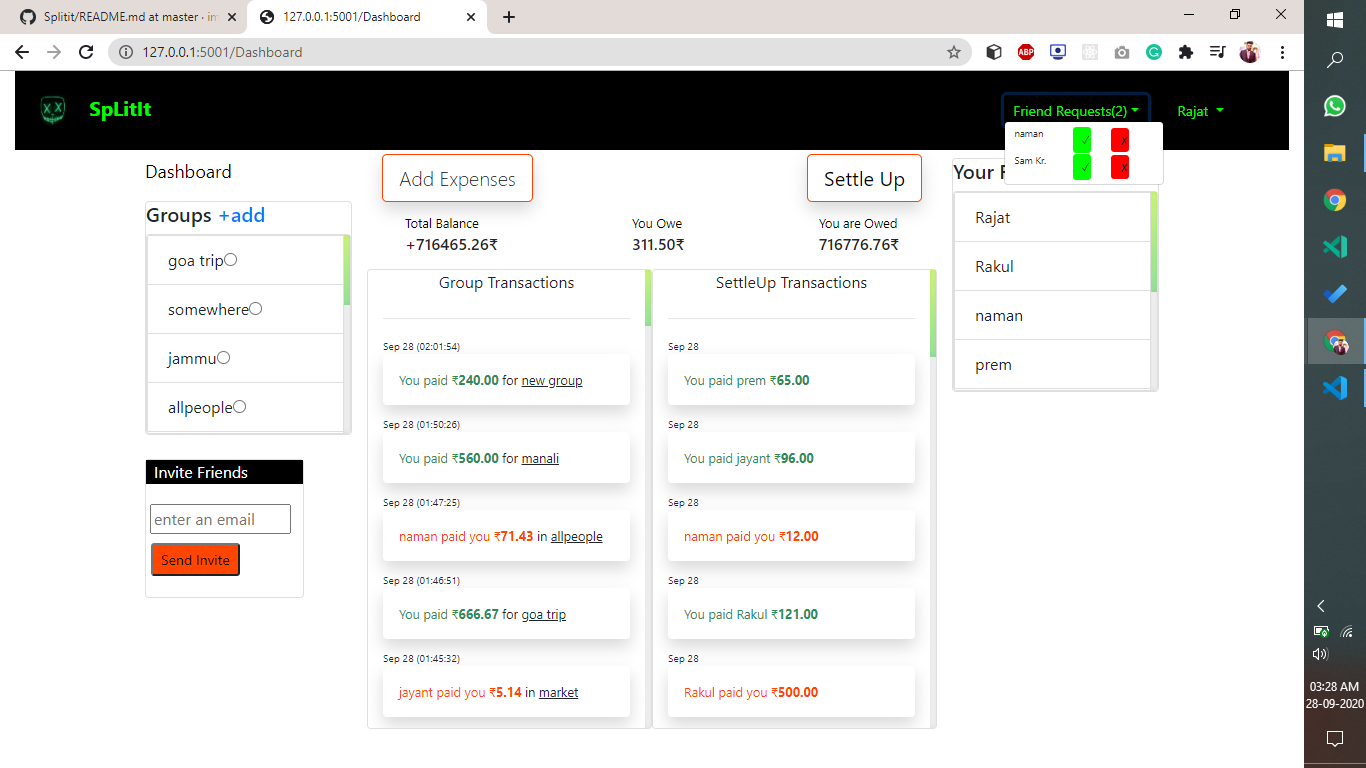 Splitit/README.md at master · im
127.0.0.1:5001/Dashboard
127.0.0.1:5001/Dashboard
ABP
SpLitIt
Friend Requests(2)
Rajat
naman
✓
x
Sam Kr.
✓
x
Dashboard
Add Expenses
Settle Up
Your F
Groups +add
Total Balance
You Owe
You are Owed
+716465.26₹
311.50₹
716776.76₹
goa trip
somewhere
jammu
allpeople
Rajat
Rakul
naman
prem
Invite Friends
enter an email
Send Invite
Group Transactions
Sep 28 (02:01:54)
You paid ₹240.00 for new group
Sep 28 (01:50:26)
You paid ₹560.00 for manali
Sep 28 (01:47:25)
naman paid you ₹71.43 in allpeople
Sep 28 (01:46:51)
You paid ₹666.67 for goa trip
Sep 28 (01:45:32)
jayant paid you ₹5.14 in market
SettleUp Transactions
Sep 28
You paid prem ₹65.00
Sep 28
You paid jayant ₹96.00
Sep 28
naman paid you ₹12.00
Sep 28
You paid Rakul ₹121.00
Sep 28
Rakul paid you ₹500.00
03:28 AM
28-09-2020